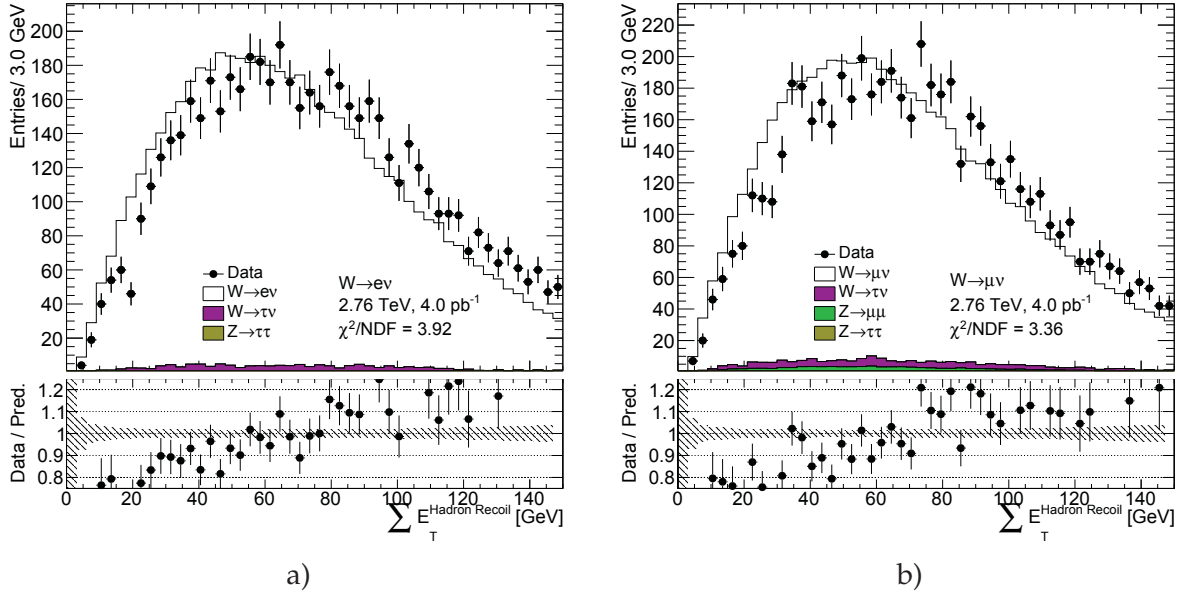 Entries/ 3.0 GeV
200
180
160
140
120
100
80
60
40
20
Data
W→eν
W→τν
Z→ττ
W→eν
2.76 TeV, 4.0 pb⁻¹
χ²/NDF = 3.92
Data / Pred.
1.2
1.1
1
0.9
0.8
0 20 40 60 80 100 120 140
∑ E_T^Hadron Recoil [GeV]
a)
Entries/ 3.0 GeV
220
200
180
160
140
120
100
80
60
40
20
Data
W→μν
W→τν
Z→μμ
Z→ττ
W→μν
2.76 TeV, 4.0 pb⁻¹
χ²/NDF = 3.36
Data / Pred.
1.2
1.1
1
0.9
0.8
0 20 40 60 80 100 120 140
∑ E_T^Hadron Recoil [GeV]
b)